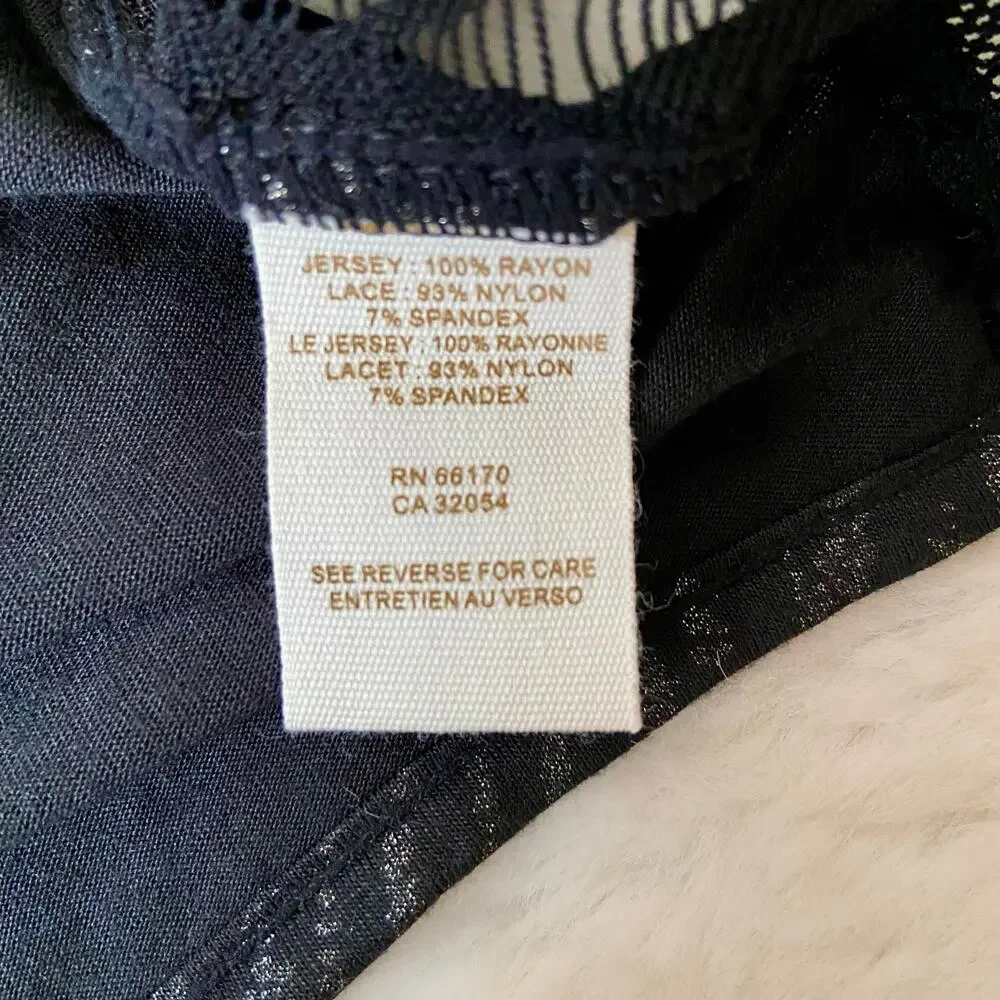 JERSEY : 100% RAYON
LACE : 93% NYLON
7% SPANDEX
LE JERSEY : 100% RAYONNE
LACET : 93% NYLON
7% SPANDEX
RN 66170
CA 32054
SEE REVERSE FOR CARE
ENTRETIEN AU VERSO